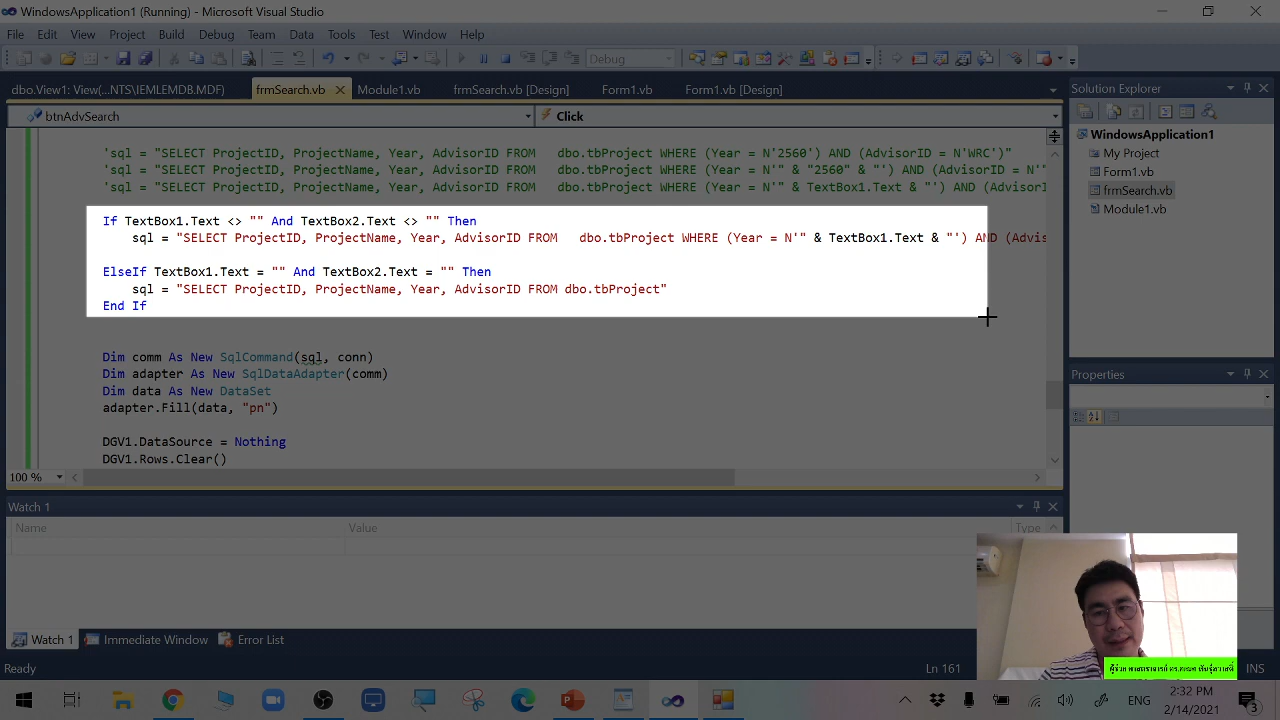 WindowsApplication1 (Running) - Microsoft Visual Studio
File Edit View Project Build Debug Team Data Tools Test Window Help
Debug
dbo.View1: View(...NTS\IEMLEMDB.MDF) frmSearch.vb Module1.vb frmSearch.vb [Design] Form1.vb Form1.vb [Design]
btnAdvSearch Click
'sql = "SELECT ProjectID, ProjectName, Year, AdvisorID FROM dbo.tbProject WHERE (Year = N'2560') AND (AdvisorID = N'WRC')"
'sql = "SELECT ProjectID, ProjectName, Year, AdvisorID FROM dbo.tbProject WHERE (Year = N'" & "2560" & "') AND (AdvisorID = N'"
'sql = "SELECT ProjectID, ProjectName, Year, AdvisorID FROM dbo.tbProject WHERE (Year = N'" & TextBox1.Text & "') AND (AdvisorI
If TextBox1.Text <> "" And TextBox2.Text <> "" Then
sql = "SELECT ProjectID, ProjectName, Year, AdvisorID FROM dbo.tbProject WHERE (Year = N'" & TextBox1.Text & "') AND (Advis
ElseIf TextBox1.Text = "" And TextBox2.Text = "" Then
sql = "SELECT ProjectID, ProjectName, Year, AdvisorID FROM dbo.tbProject"
End If
Dim comm As New SqlCommand(sql, conn)
Dim adapter As New SqlDataAdapter(comm)
Dim data As New DataSet
adapter.Fill(data, "pn")
DGV1.DataSource = Nothing
DGV1.Rows.Clear()
100 %
Solution Explorer
WindowsApplication1
My Project
Form1.vb
frmSearch.vb
Module1.vb
Properties
Watch 1
Name Value Type
Watch 1 Immediate Window Error List
Ready Ln 161 INS
ENG
2:32 PM
2/14/2021
3